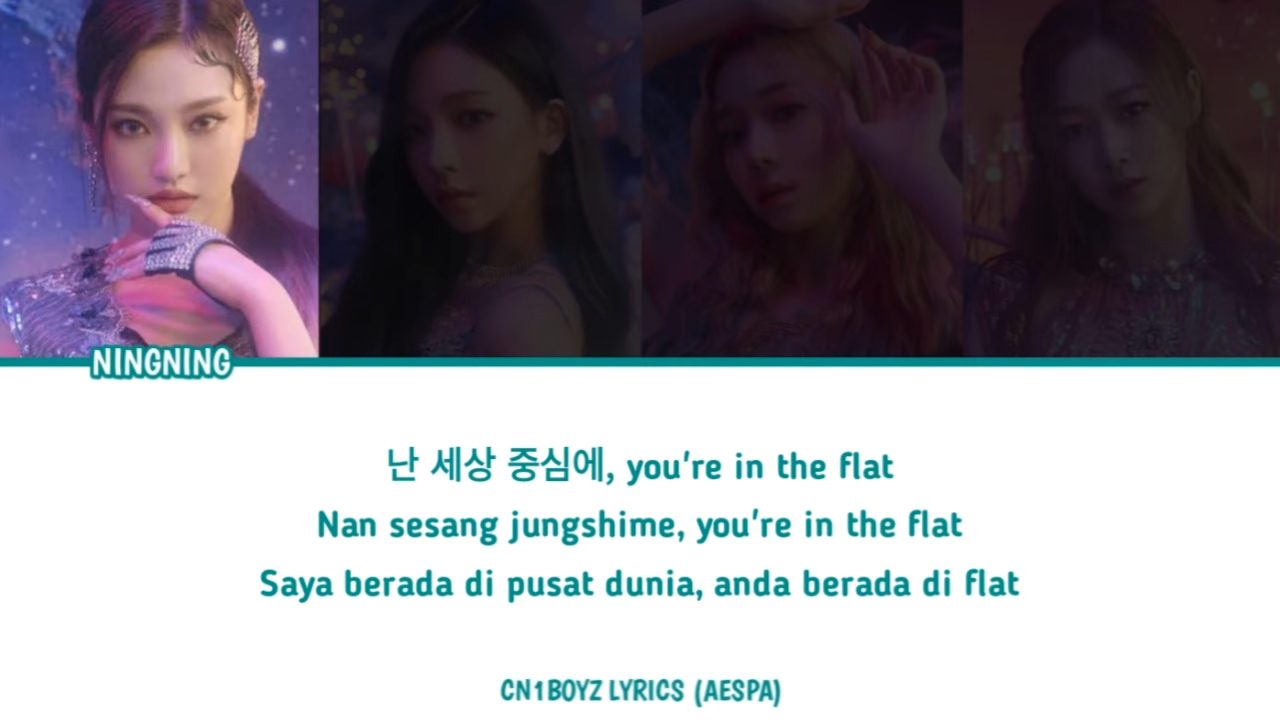 NINGNING
난 세상 중심에, you're in the flat
Nan sesang jungshime, you're in the flat
Saya berada di pusat dunia, anda berada di flat
CN1BOYZ LYRICS (AESPA)